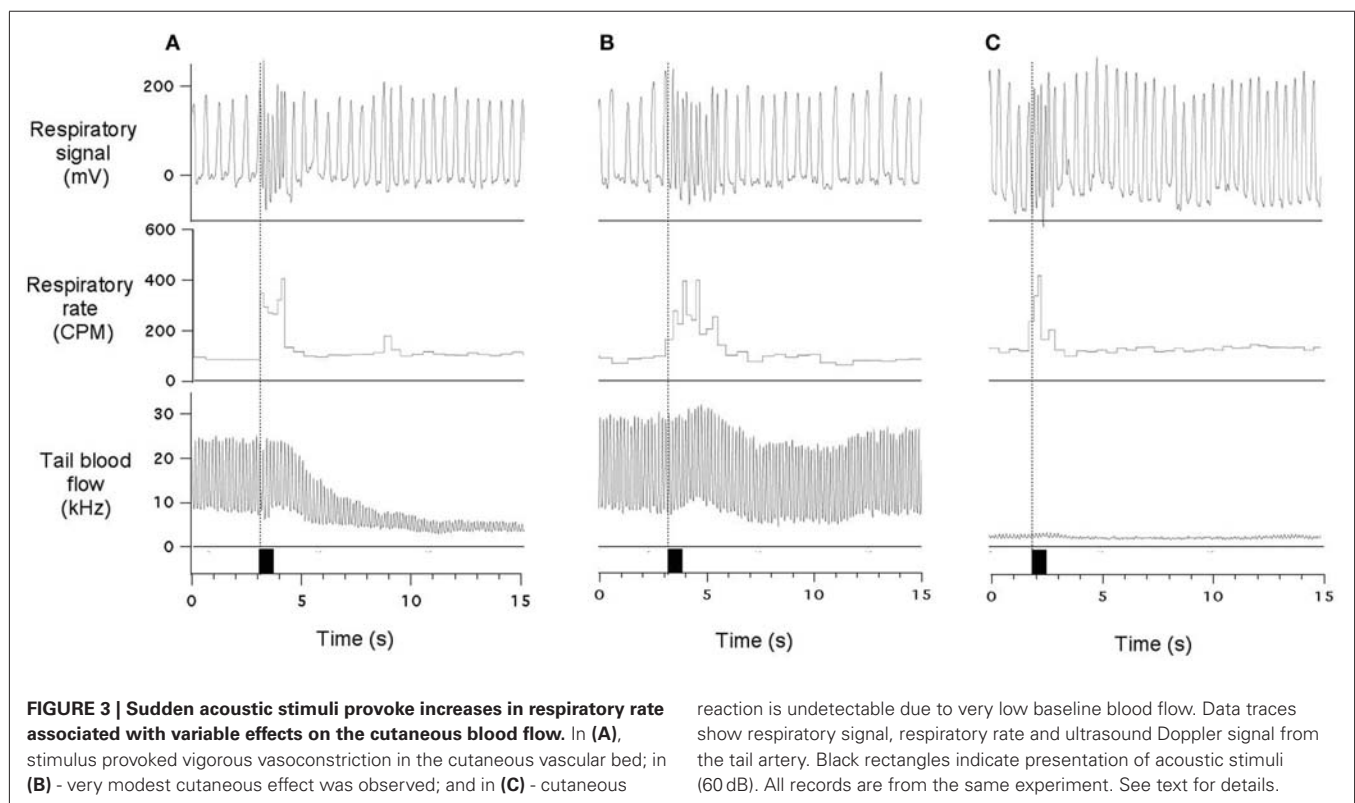 A
B
C
Respiratory
signal
(mV)
200
0
Respiratory
rate
(CPM)
600
400
200
0
Tail blood
flow
(kHz)
30
20
10
0
0 5 10 15
0 5 10 15
0 5 10 15
Time (s)
Time (s)
Time (s)
FIGURE 3 | Sudden acoustic stimuli provoke increases in respiratory rate
associated with variable effects on the cutaneous blood flow. In (A),
stimulus provoked vigorous vasoconstriction in the cutaneous vascular bed; in
(B) - very modest cutaneous effect was observed; and in (C) - cutaneous
reaction is undetectable due to very low baseline blood flow. Data traces
show respiratory signal, respiratory rate and ultrasound Doppler signal from
the tail artery. Black rectangles indicate presentation of acoustic stimuli
(60 dB). All records are from the same experiment. See text for details.